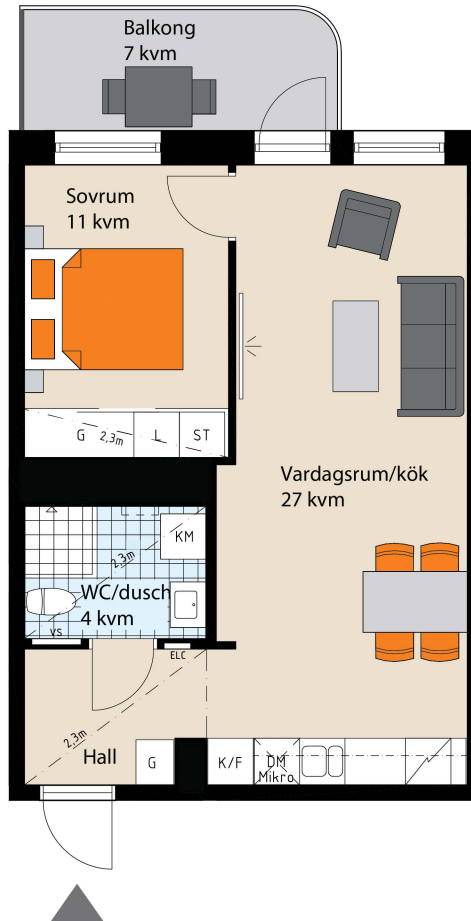 Balkong
7 kvm
Sovrum
11 kvm
G 2,3m L ST
Vardagsrum/kök
27 kvm
KM
2,3m
WC/dusch
4 kvm
VS
ELC
2,3m
Hall
G
K/F
DM
Mikro